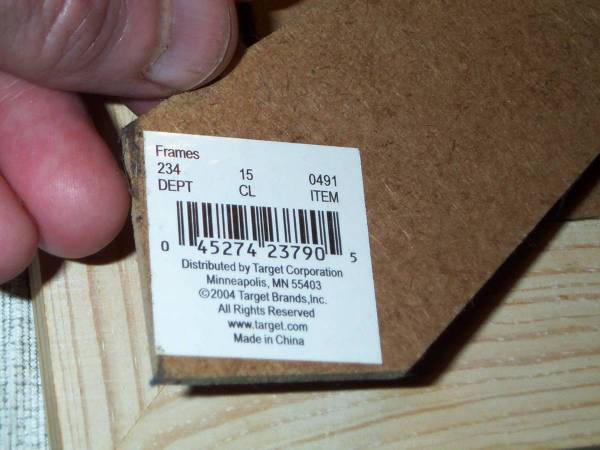 Frames
234 15 0491
DEPT CL ITEM
0 45274 23790 5
Distributed by Target Corporation
Minneapolis, MN 55403
©2004 Target Brands,Inc.
All Rights Reserved
www.target.com
Made in China